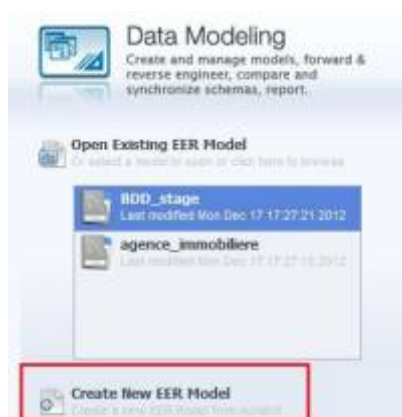 Data Modeling
Create and manage models, forward &
reverse engineer, compare and
synchronize schemas, report.
Open Existing EER Model
Or select a model to open or click here to browse
BDD_stage
Last modified Mon Dec 17 17:27:21 2012
agence_immobiliere
Last modified Mon Dec 17 17:27:15 2012
Create New EER Model
Create a new EER Model from scratch